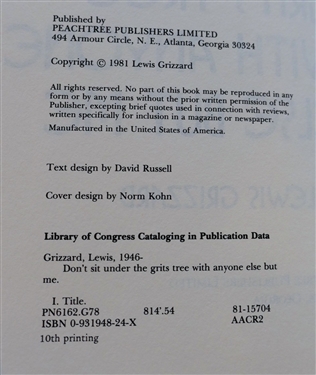 Published by
PEACHTREE PUBLISHERS LIMITED
494 Armour Circle, N. E., Atlanta, Georgia 30324
Copyright © 1981 Lewis Grizzard
All rights reserved. No part of this book may be reproduced in any
form or by any means without the prior written permission of the
Publisher, excepting brief quotes used in connection with reviews,
written specifically for inclusion in a magazine or newspaper.
Manufactured in the United States of America.
Text design by David Russell
Cover design by Norm Kohn
Library of Congress Cataloging in Publication Data
Grizzard, Lewis, 1946-
Don't sit under the grits tree with anyone else but
me.
I. Title.
PN6162.G78 814'.54 81-15704
ISBN 0-931948-24-X AACR2
10th printing